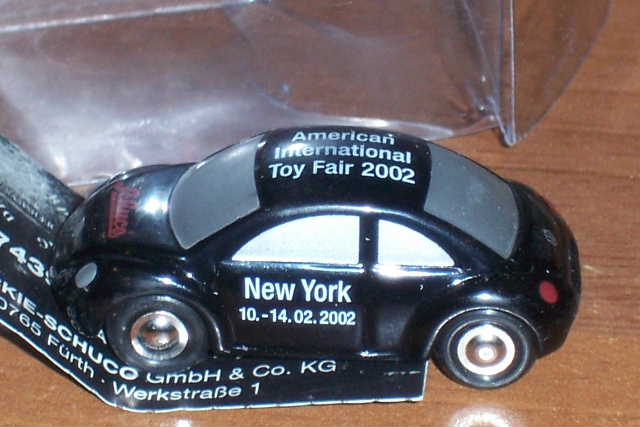 American
International
Toy Fair 2002
Schuco
New York
10.-14.02.2002
743
KIE-SCHUCO GmbH & Co. KG
0765 Fürth · Werkstraße 1